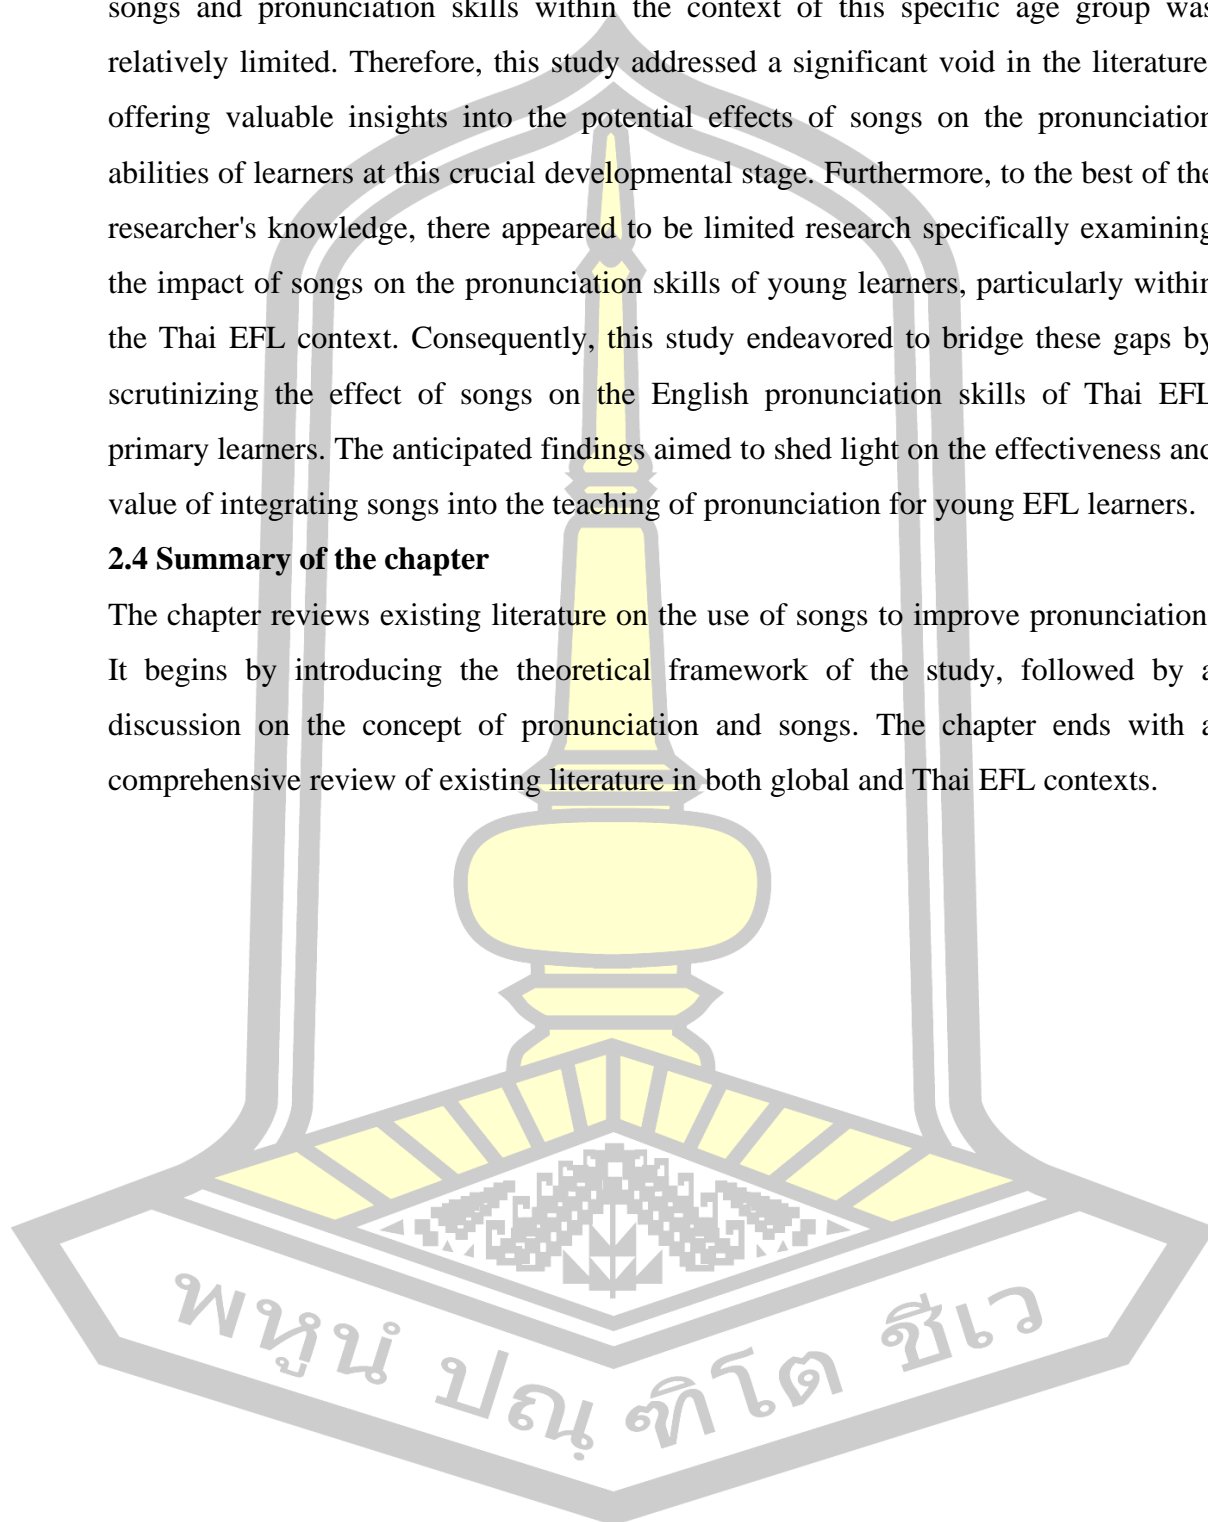 songs and pronunciation skills within the context of this specific age group was
relatively limited. Therefore, this study addressed a significant void in the literature
offering valuable insights into the potential effects of songs on the pronunciation
abilities of learners at this crucial developmental stage. Furthermore, to the best of the
researcher's knowledge, there appeared to be limited research specifically examining
the impact of songs on the pronunciation skills of young learners, particularly within
the Thai EFL context. Consequently, this study endeavored to bridge these gaps by
scrutinizing the effect of songs on the English pronunciation skills of Thai EFL
primary learners. The anticipated findings aimed to shed light on the effectiveness and
value of integrating songs into the teaching of pronunciation for young EFL learners.
2.4 Summary of the chapter
The chapter reviews existing literature on the use of songs to improve pronunciation
It begins by introducing the theoretical framework of the study, followed by a
discussion on the concept of pronunciation and songs. The chapter ends with a
comprehensive review of existing literature in both global and Thai EFL contexts.
พหูนํ ปณฺฑิโต ชีเว